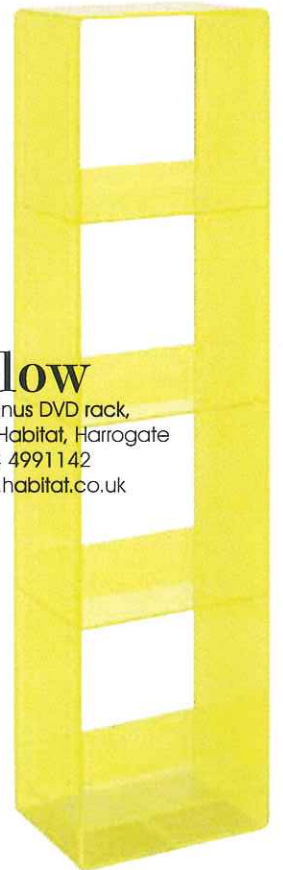 low
nus DVD rack,
Habitat, Harrogate
4991142
.habitat.co.uk